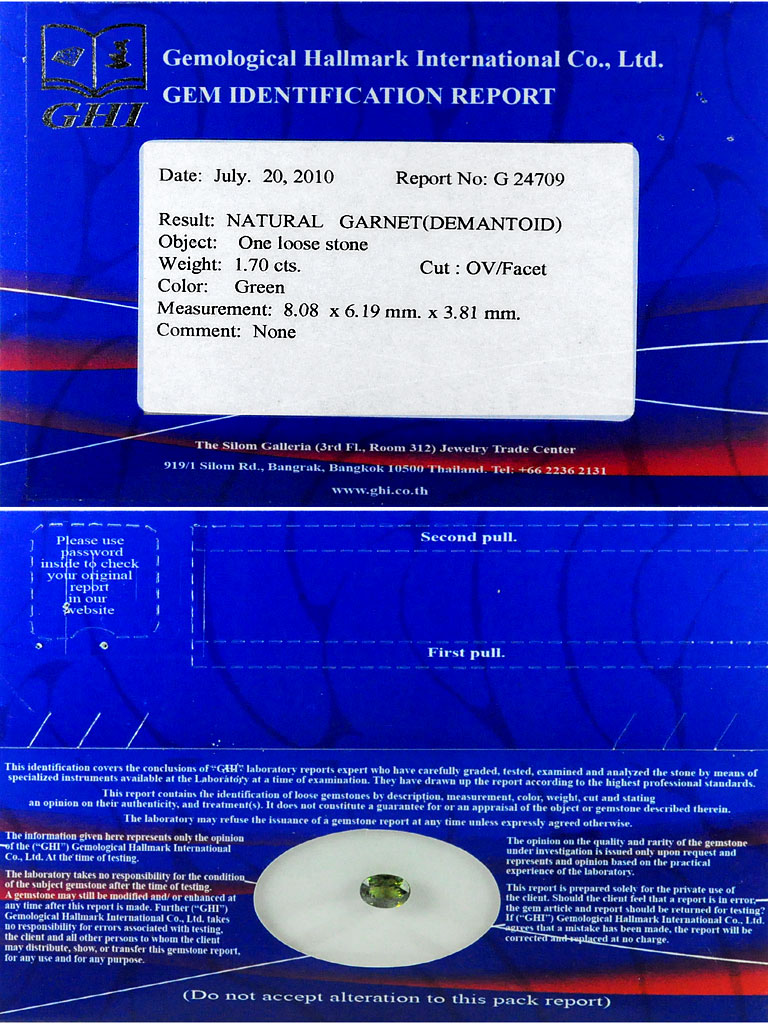 GHI
Gemological Hallmark International Co., Ltd.
GEM IDENTIFICATION REPORT
Date: July. 20, 2010 Report No: G 24709
Result: NATURAL GARNET(DEMANTOID)
Object: One loose stone
Weight: 1.70 cts. Cut : OV/Facet
Color: Green
Measurement: 8.08 x 6.19 mm. x 3.81 mm.
Comment: None
The Silom Galleria (3rd Fl., Room 312) Jewelry Trade Center
919/1 Silom Rd., Bangrak, Bangkok 10500 Thailand. Tel: +66 2236 2131
www.ghi.co.th
Please use
password
inside to check
your original
report
in our
website
Second pull.
First pull.
This identification covers the conclusions of "GHI" laboratory reports expert who have carefully graded, tested, examined and analyzed the stone by means of
specialized instruments available at the Laboratory at a time of examination. They have drawn up the report according to the highest professional standards.
This report contains the identification of loose gemstones by description, measurement, color, weight, cut and stating
an opinion on their authenticity, and treatment(s). It does not constitute a guarantee for or an appraisal of the object or gemstone described therein.
The laboratory may refuse the issuance of a gemstone report at any time unless expressly agreed otherwise.
The information given here represents only the opinion
of the ("GHI") Gemological Hallmark International
Co., Ltd. At the time of testing.
The laboratory takes no responsibility for the condition
of the subject gemstone after the time of testing.
A gemstone may still be modified and/ or enhanced at
any time after this report is made. Further ("GHI")
Gemological Hallmark International Co., Ltd. takes
no responsibility for errors associated with testing,
the client and all other persons to whom the client
may distribute, show, or transfer this gemstone report,
for any use and for any purpose.
The opinion on the quality and rarity of the gemstone
under investigation is issued only upon request and
represents and opinion based on the practical
experience of the laboratory.
This report is prepared solely for the private use of
the client. Should the client feel that a report is in error,
the gem article and report should be returned for testing?
If ("GHI") Gemological Hallmark International Co., Ltd.
agrees that a mistake has been made, the report will be
corrected and replaced at no charge.
(Do not accept alteration to this pack report)